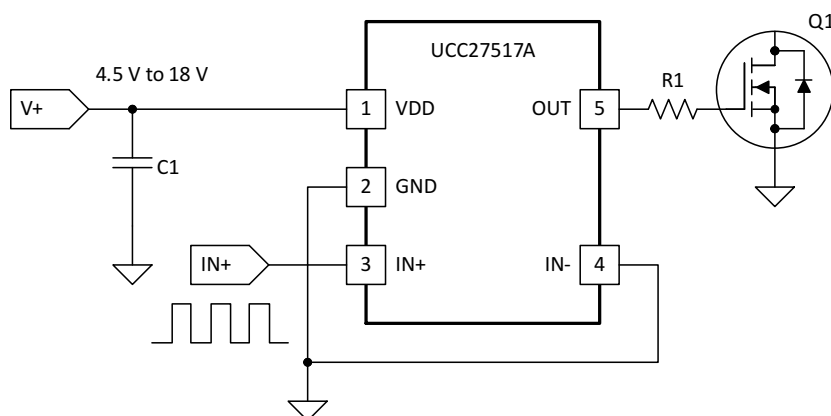 UCC27517A
Q1
4.5 V to 18 V
V+
1
VDD
OUT
5
R1
C1
2
GND
IN+
3
IN+
IN-
4